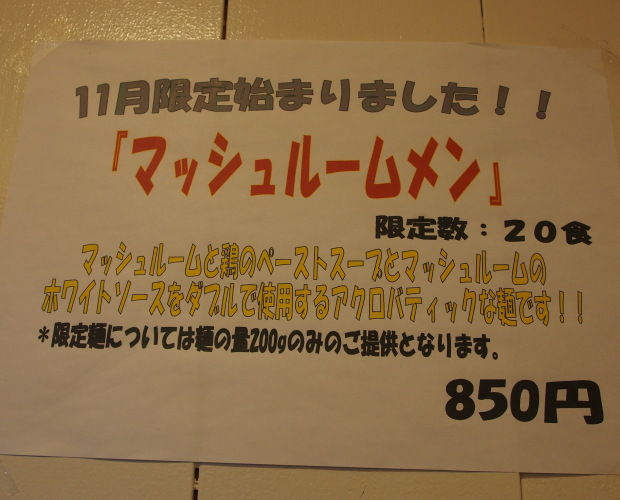 11月限定始まりました！！
『マッシュルームメン』
限定数：２０食
マッシュルームと鶏のペーストスープとマッシュルームの
ホワイトソースをダブルで使用するアクロバティックな麺です！！
＊限定麺については麺の量200gのみのご提供となります。
850円